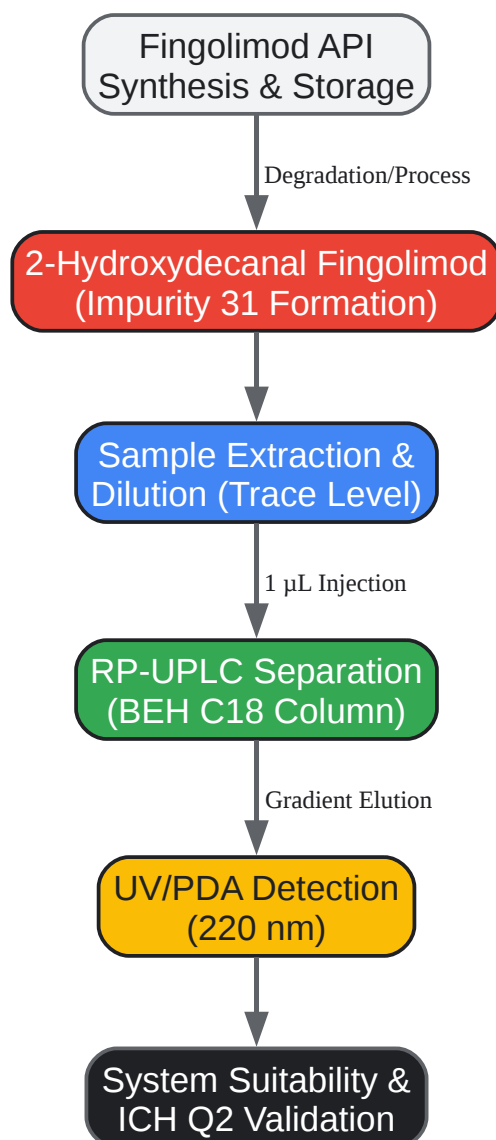 Fingolimod API
Synthesis & Storage
Degradation/Process
2-Hydroxydecanal Fingolimod
(Impurity 31 Formation)
Sample Extraction &
Dilution (Trace Level)
1 µL Injection
RP-UPLC Separation
(BEH C18 Column)
Gradient Elution
UV/PDA Detection
(220 nm)
System Suitability &
ICH Q2 Validation